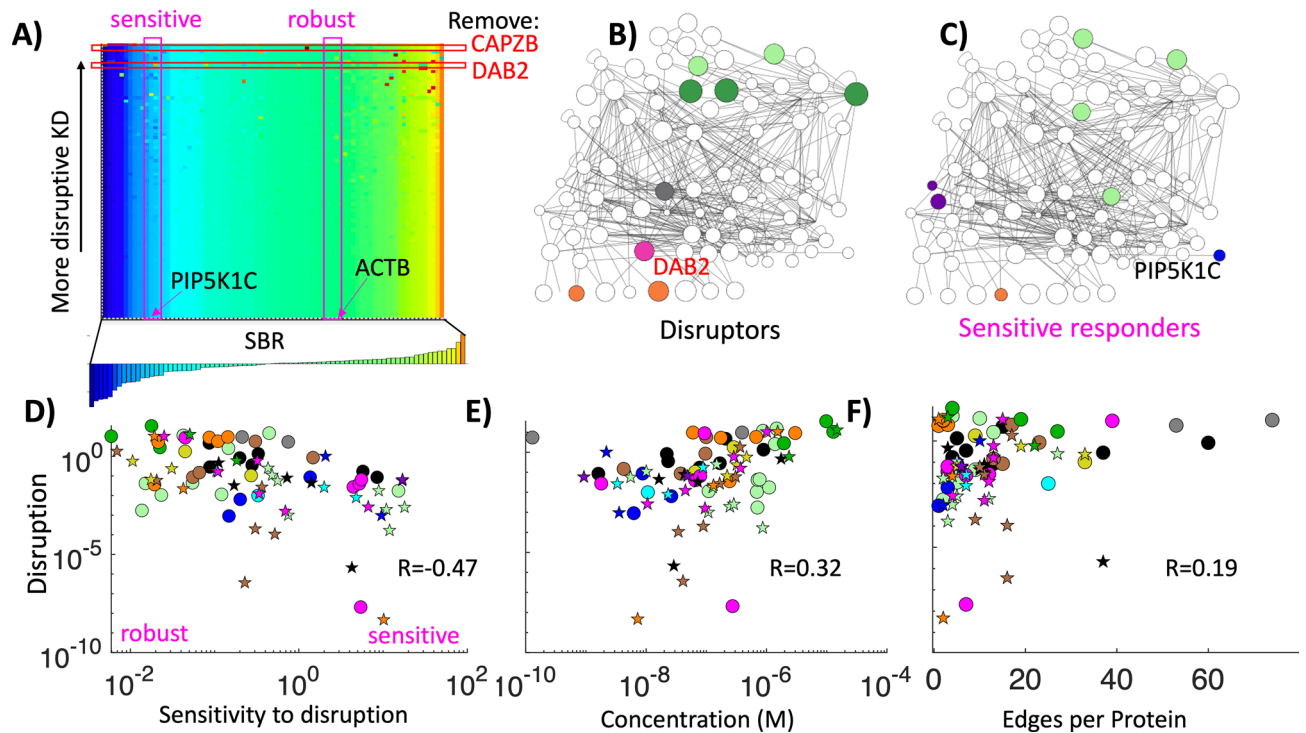 A)
sensitive
robust
Remove:
CAPZB
DAB2
More disruptive KD
PIP5K1C
ACTB
SBR
B)
DAB2
Disruptors
C)
PIP5K1C
Sensitive responders
D)
Disruption
10^0
10^-5
10^-10
R=-0.47
robust
sensitive
10^-2
10^0
10^2
Sensitivity to disruption
E)
R=0.32
10^-10
10^-8
10^-6
10^-4
Concentration (M)
F)
R=0.19
0
20
40
60
Edges per Protein